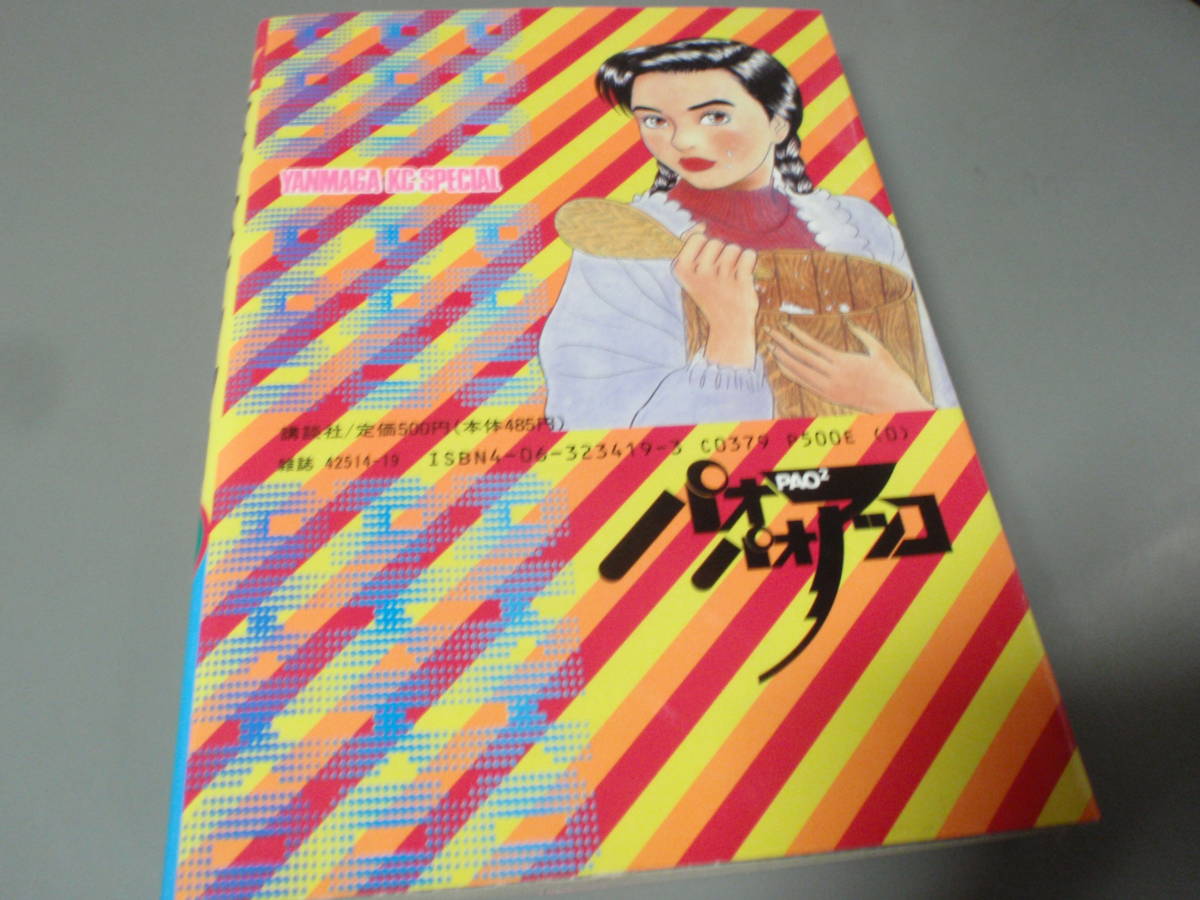 YANMAGA KC SPECIAL
講談社/定価500円(本体485円)
雑誌 42514-19 ISBN4-06-323419-3 C0379 P500E (0)
PAO²
パオパオアッコ